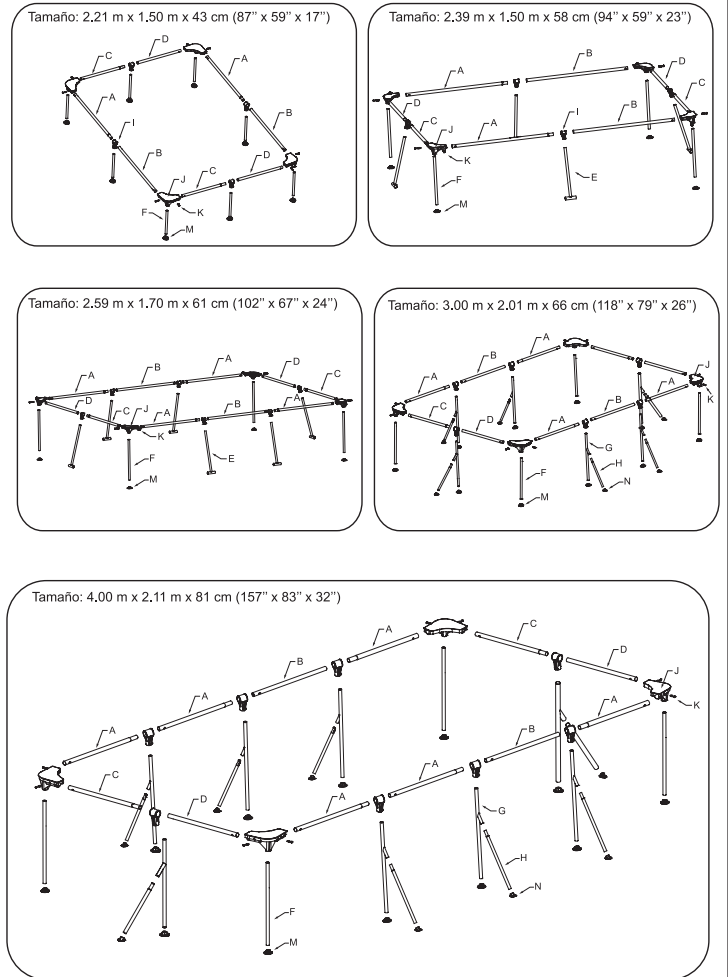 Tamaño: 2.21 m x 1.50 m x 43 cm (87’’ x 59’’ x 17’’)
D
C
A
A
I
B
B
D
J
C
F
K
M
Tamaño: 2.39 m x 1.50 m x 58 cm (94’’ x 59’’ x 23’’)
B
D
A
C
D
I
B
C
J
A
K
F
E
M
Tamaño: 2.59 m x 1.70 m x 61 cm (102’’ x 67’’ x 24’’)
A
B
D
A
C
D
C
J
A
B
A
K
F
E
M
Tamaño: 3.00 m x 2.01 m x 66 cm (118’’ x 79’’ x 26’’)
A
B
J
A
K
A
C
B
D
A
G
F
H
M
N
Tamaño: 4.00 m x 2.11 m x 81 cm (157’’ x 83’’ x 32’’)
A
C
B
D
J
A
A
K
A
B
C
A
D
A
G
H
N
F
M